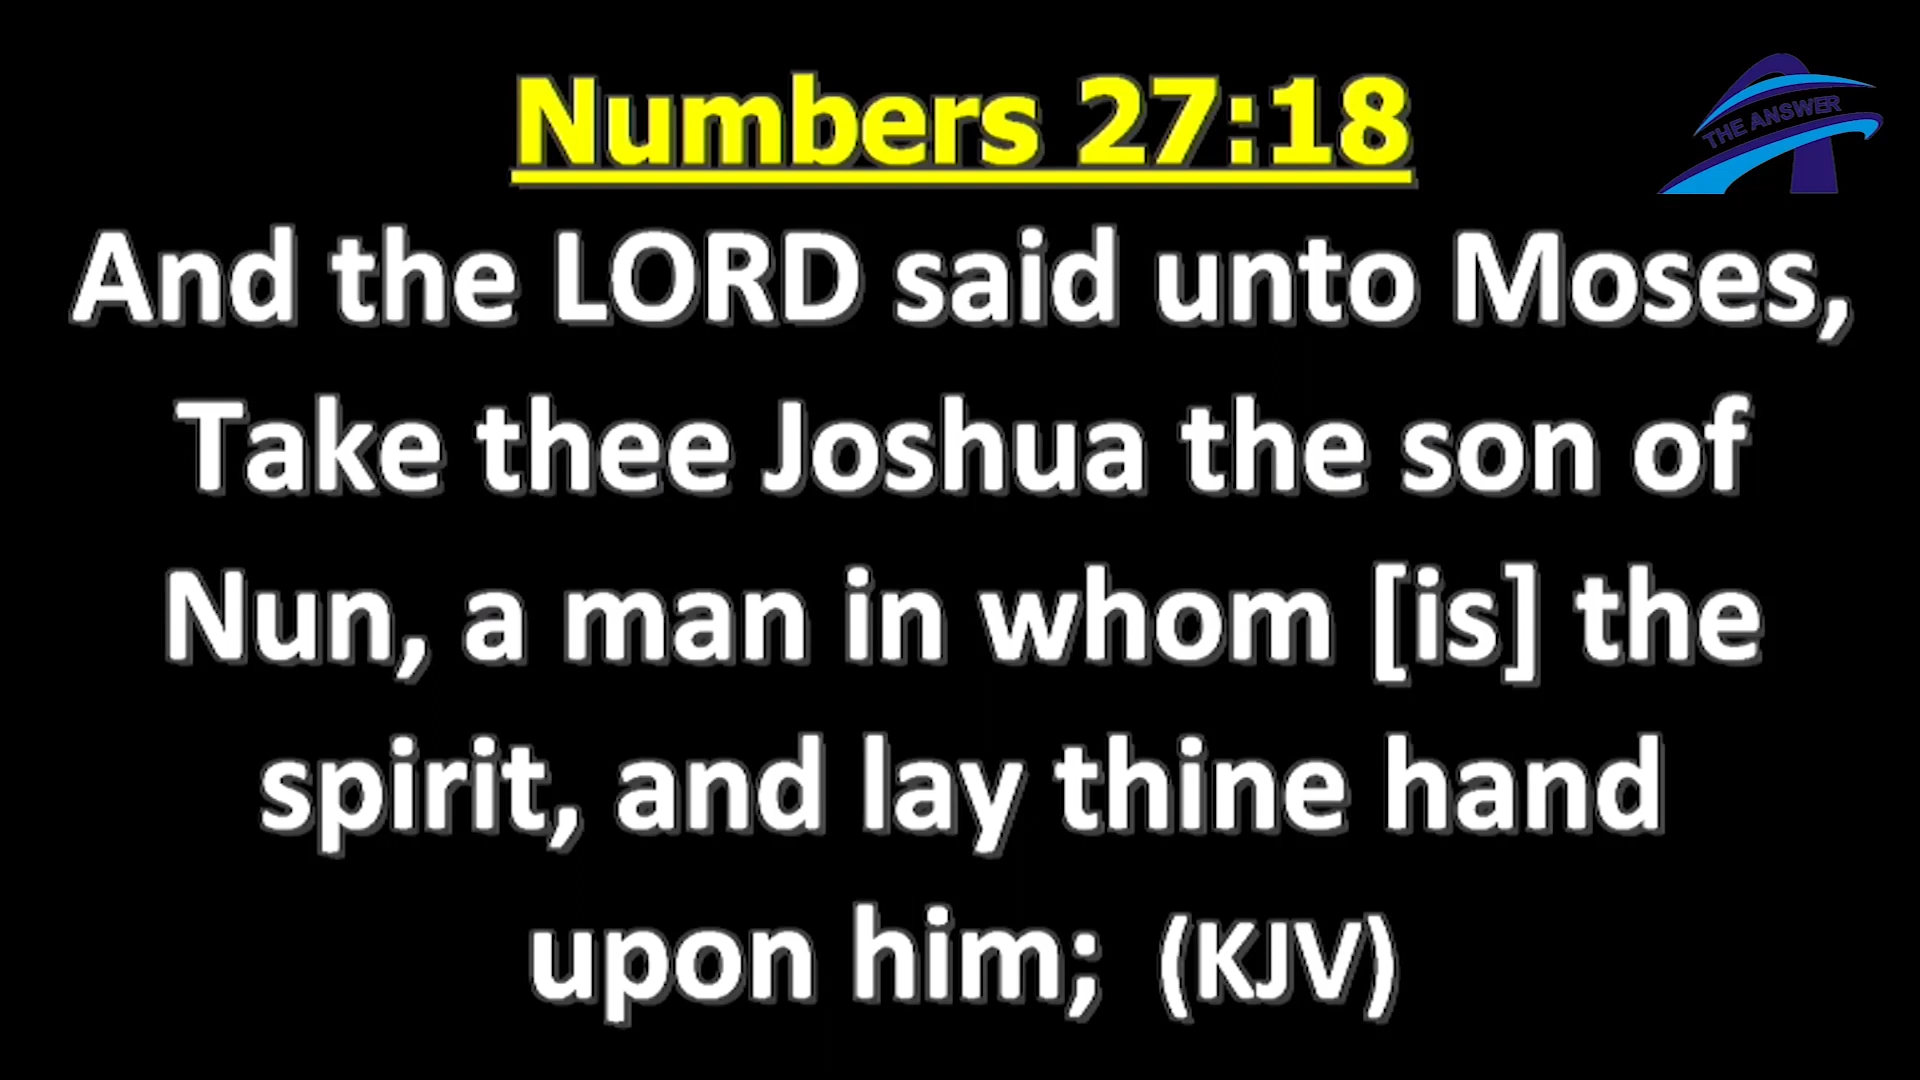 Numbers 27:18
THE ANSWER
And the LORD said unto Moses,
Take thee Joshua the son of
Nun, a man in whom [is] the
spirit, and lay thine hand
upon him; (KJV)